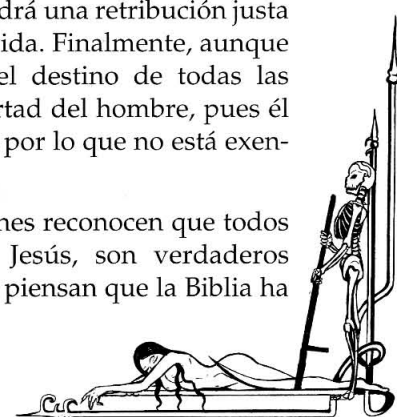 drá una retribución justa
ida. Finalmente, aunque
el destino de todas las
rtad del hombre, pues él
por lo que no está exen-
nes reconocen que todos
Jesús, son verdaderos
piensan que la Biblia ha